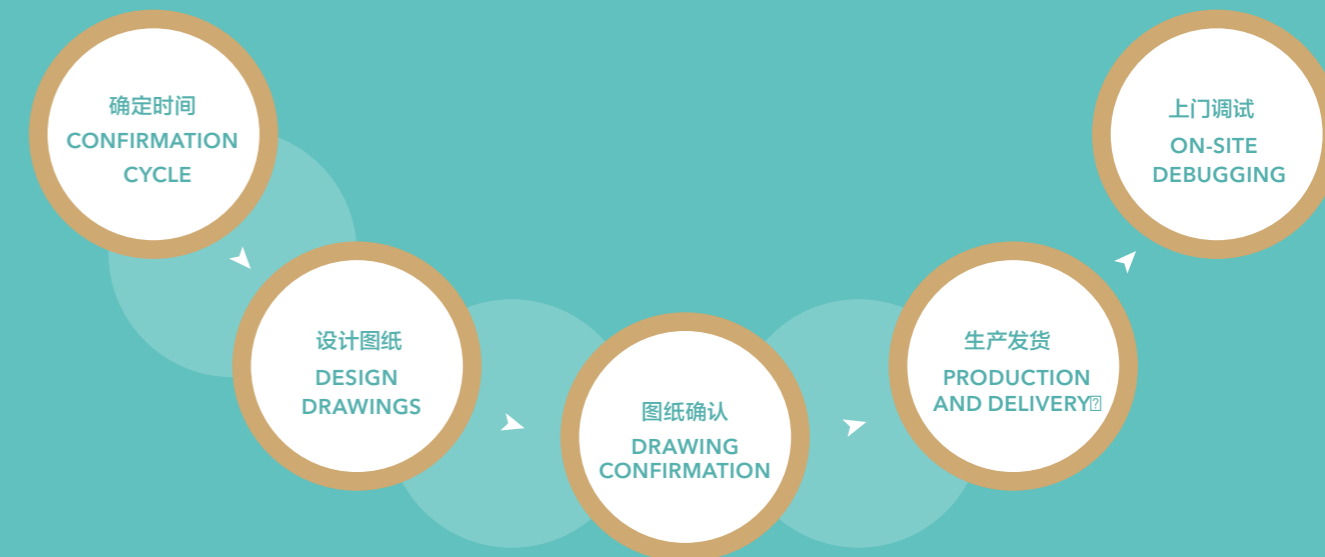 确定时间
CONFIRMATION
CYCLE
设计图纸
DESIGN
DRAWINGS
图纸确认
DRAWING
CONFIRMATION
生产发货
PRODUCTION
AND DELIVERY
上门调试
ON-SITE
DEBUGGING